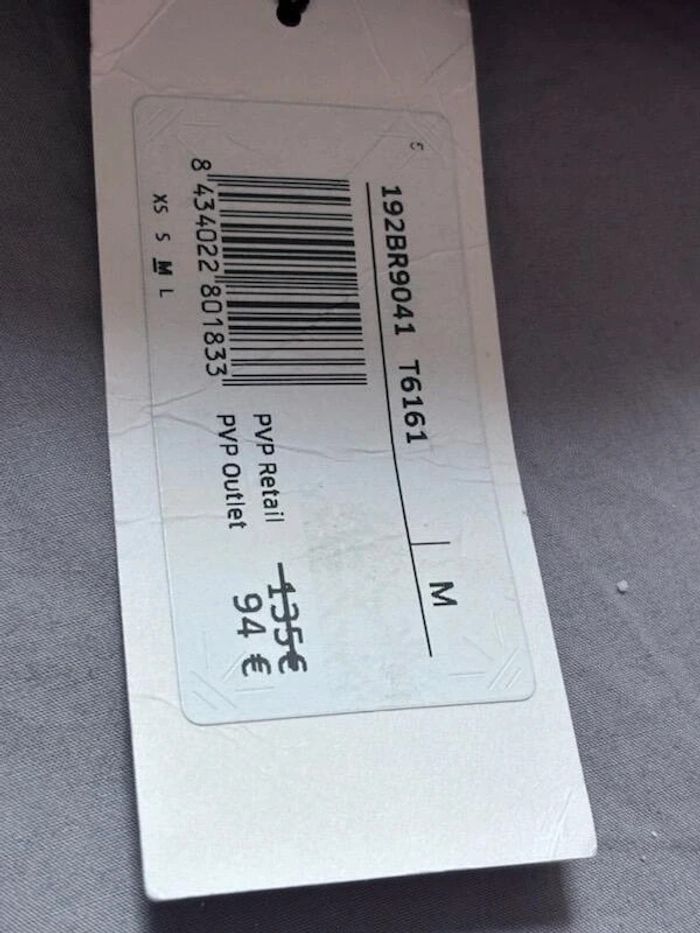 192BR9041 T6161 M
8 434022 801833
PVP Retail 135€
PVP Outlet 94 €
XS S M L